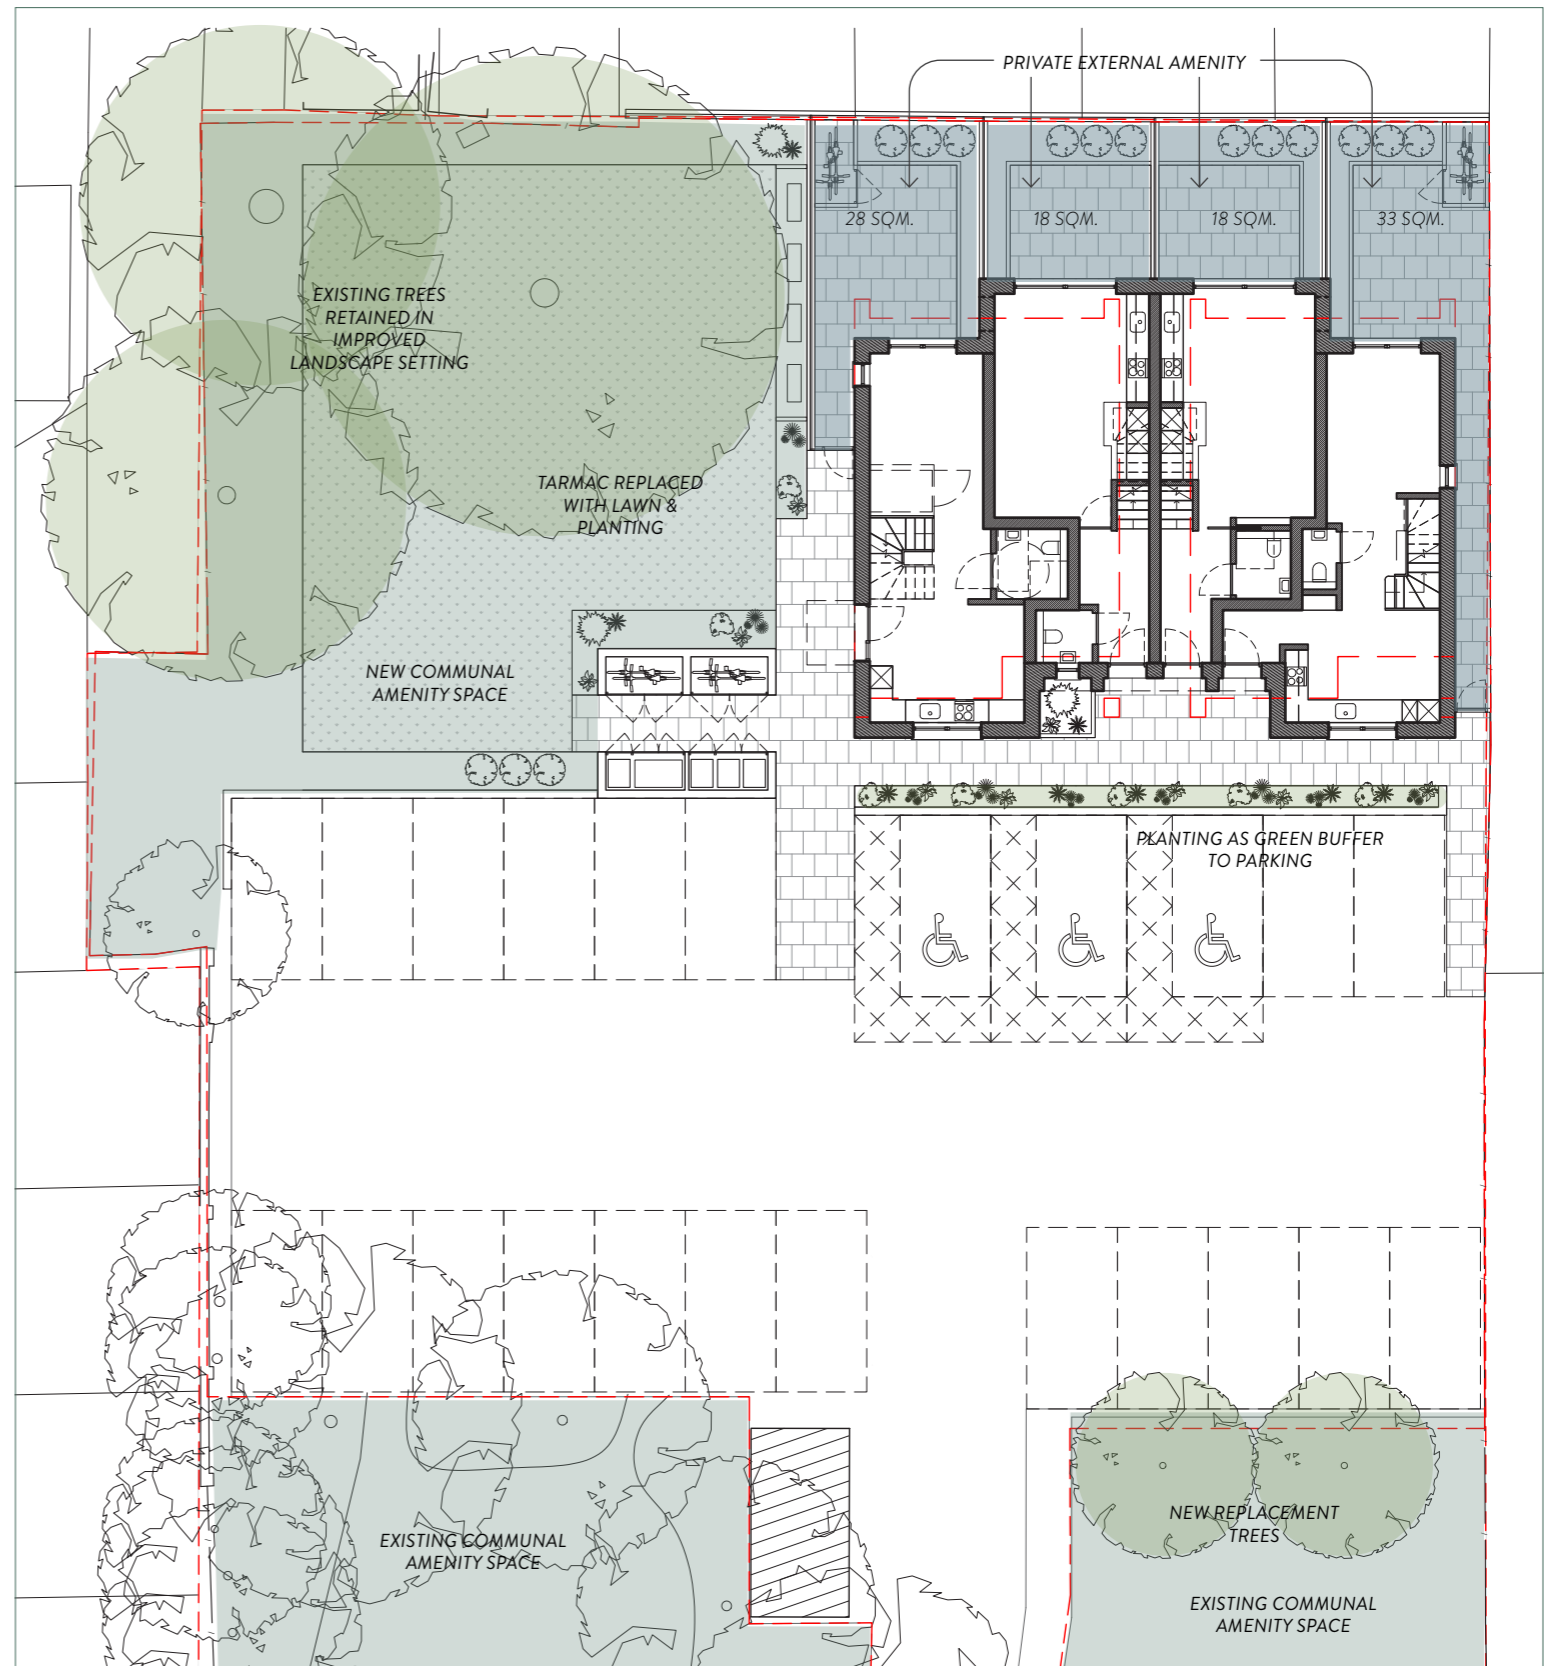 PRIVATE EXTERNAL AMENITY
28 SQM.
18 SQM.
18 SQM.
33 SQM.
EXISTING TREES
RETAINED IN
IMPROVED
LANDSCAPE SETTING
TARMAC REPLACED
WITH LAWN &
PLANTING
NEW COMMUNAL
AMENITY SPACE
PLANTING AS GREEN BUFFER
TO PARKING
NEW REPLACEMENT
TREES
EXISTING COMMUNAL
AMENITY SPACE
EXISTING COMMUNAL
AMENITY SPACE